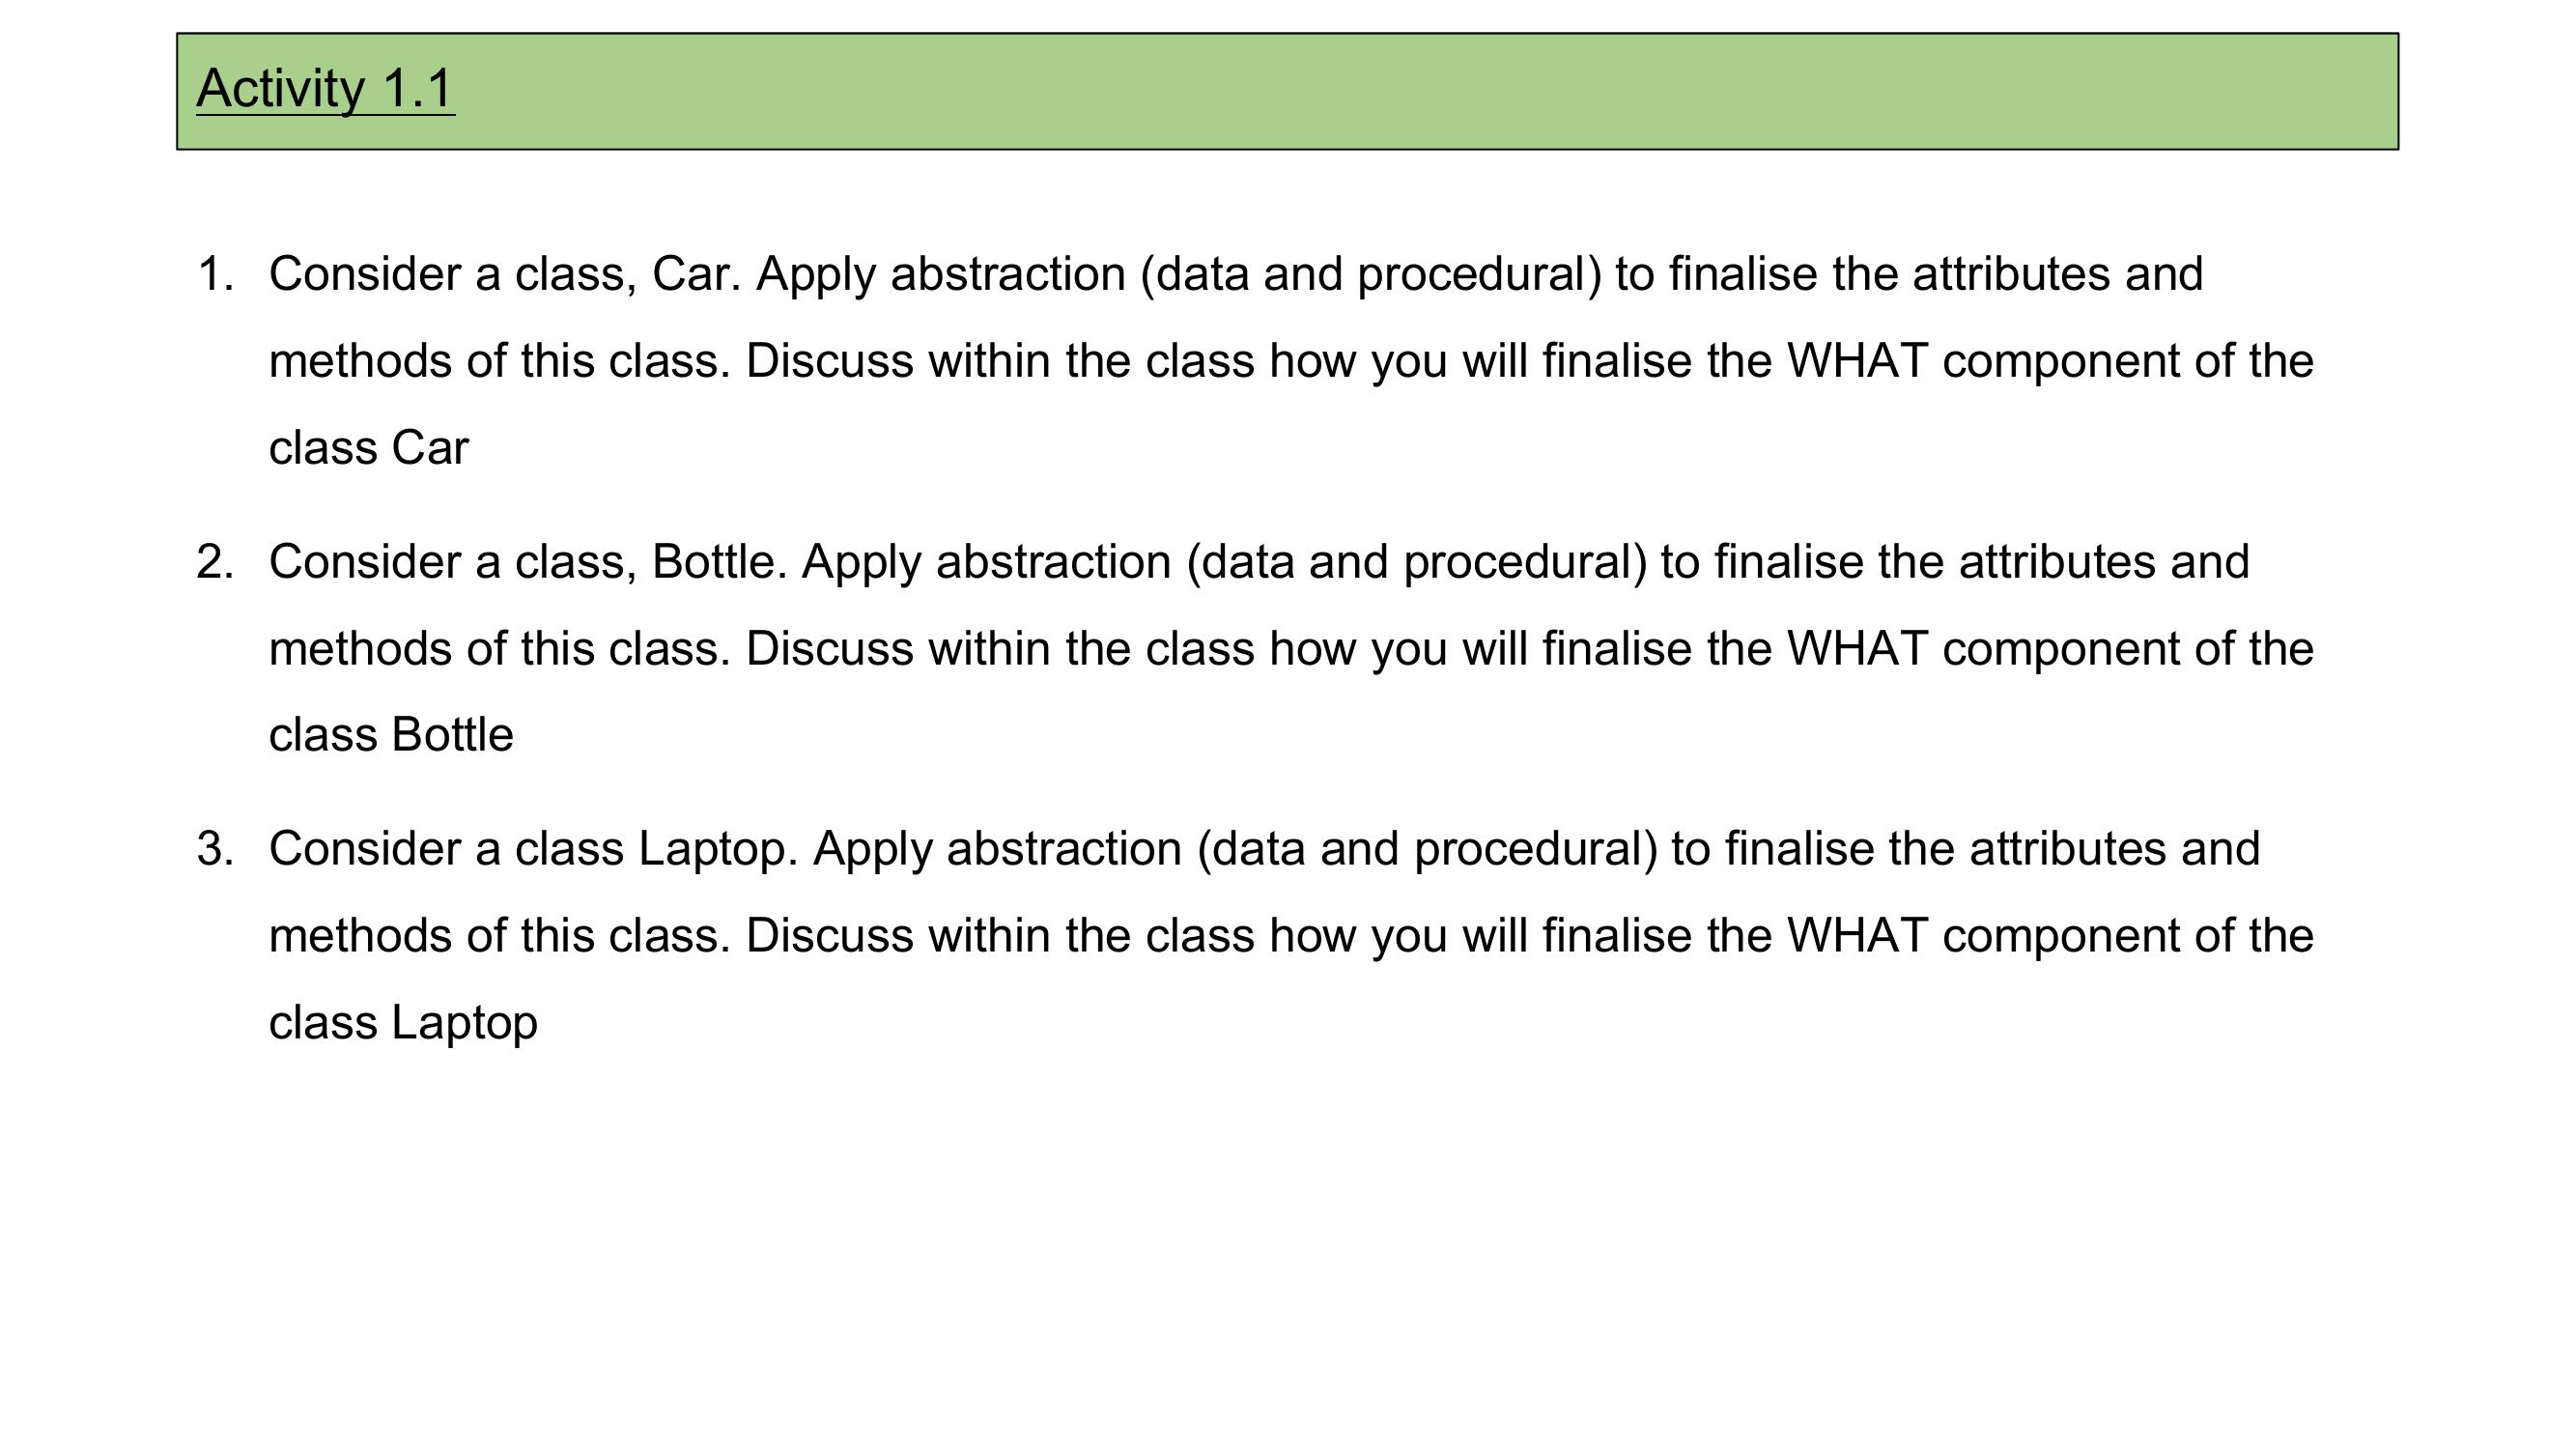 Activity 1.1
1. Consider a class, Car. Apply abstraction (data and procedural) to finalise the attributes and
methods of this class. Discuss within the class how you will finalise the WHAT component of the
class Car
2. Consider a class, Bottle. Apply abstraction (data and procedural) to finalise the attributes and
methods of this class. Discuss within the class how you will finalise the WHAT component of the
class Bottle
3. Consider a class Laptop. Apply abstraction (data and procedural) to finalise the attributes and
methods of this class. Discuss within the class how you will finalise the WHAT component of the
class Laptop